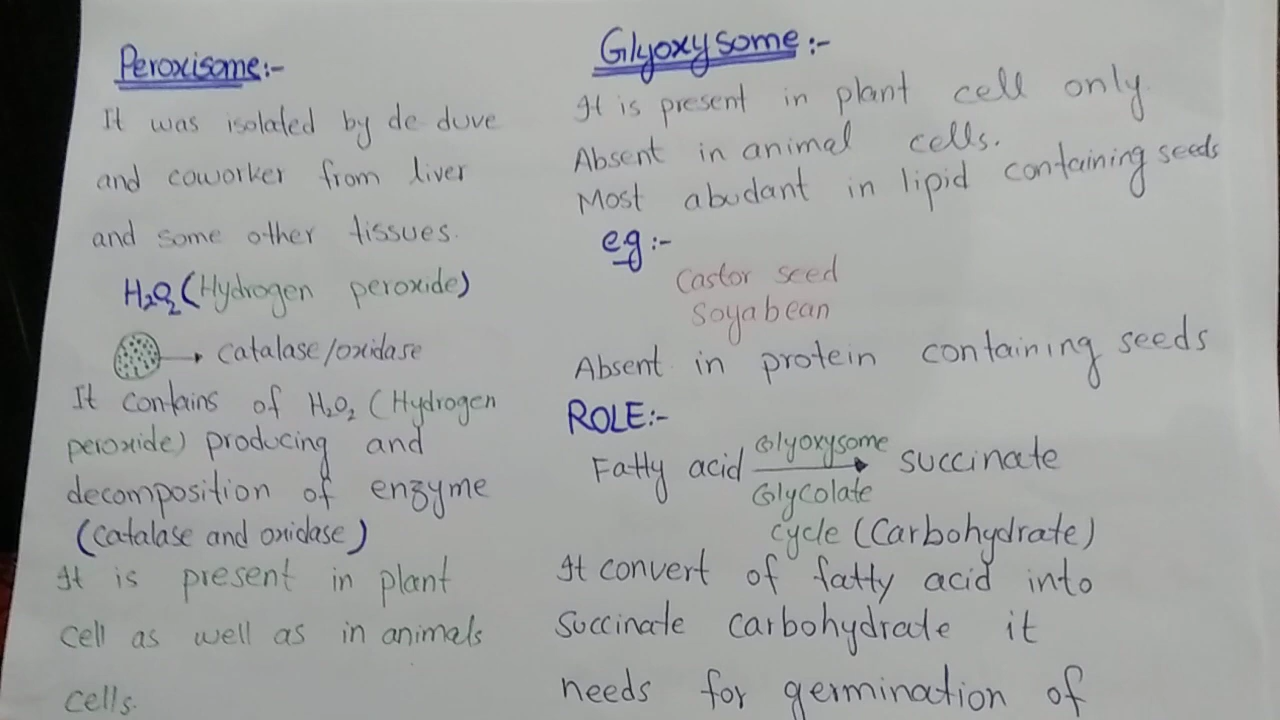 Peroxisome:-
It was isolated by de duve
and coworker from liver
and some other tissues.
H₂O₂ (Hydrogen peroxide)
catalase/oxidase
It contains of H₂O₂ (Hydrogen
peroxide) producing and
decomposition of enzyme
(catalase and oxidase)
It is present in plant
cell as well as in animals
cells.
Glyoxysome:-
It is present in plant cell only.
Absent in animal cells.
Most abudant in lipid containing seeds
eg:-
Castor seed
Soyabean
Absent in protein containing seeds
ROLE:-
Fatty acid Glyoxysome succinate
Glycolate
cycle (Carbohydrate)
It convert of fatty acid into
Succinate carbohydrate it
needs for germination of